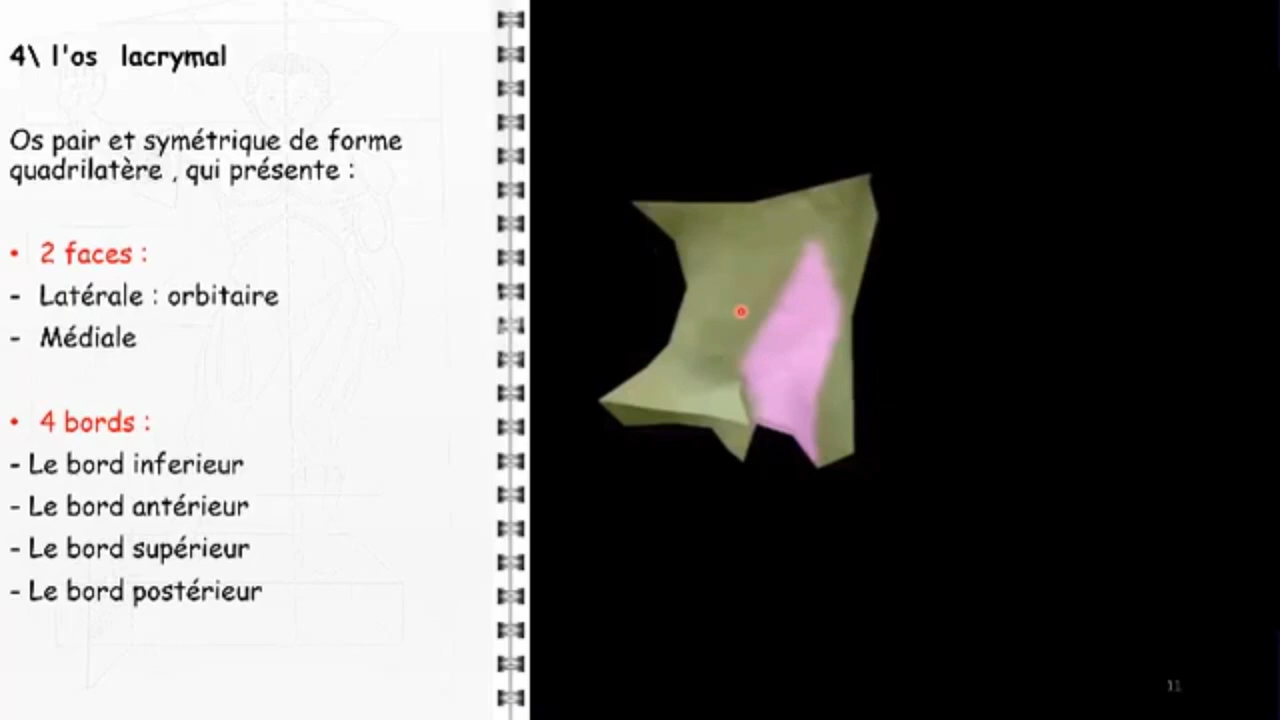 4\ l'os lacrymal
Os pair et symétrique de forme
quadrilatère , qui présente :
• 2 faces :
- Latérale : orbitaire
- Médiale
• 4 bords :
- Le bord inferieur
- Le bord antérieur
- Le bord supérieur
- Le bord postérieur
11